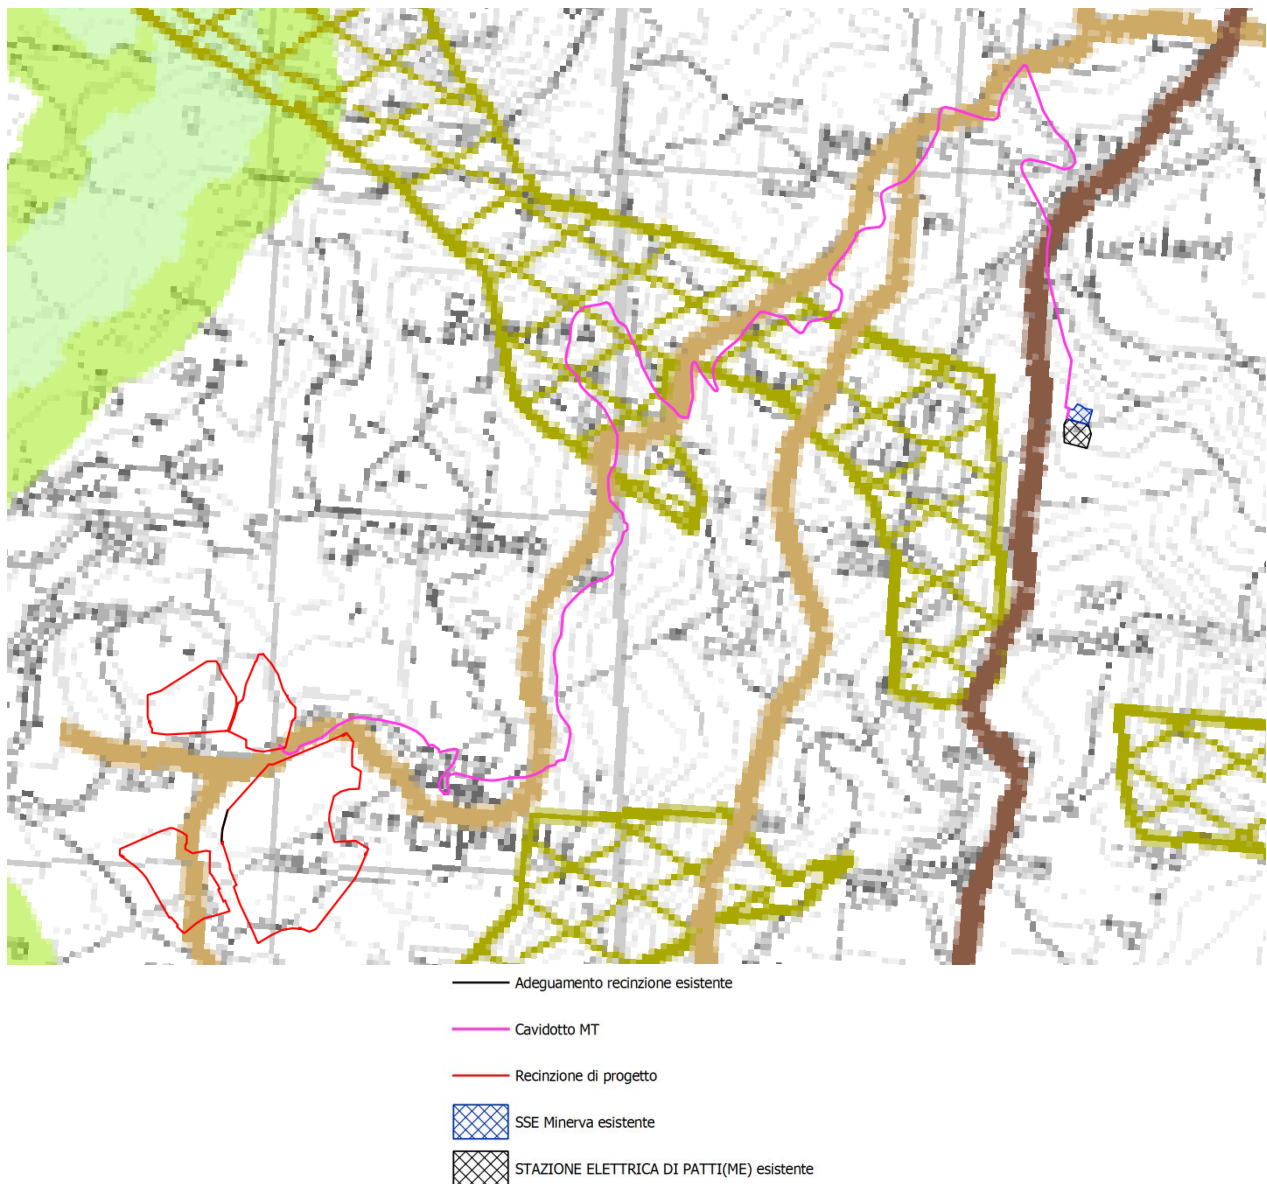 Adeguamento recinzione esistente
Cavidotto MT
Recinzione di progetto
SSE Minerva esistente
STAZIONE ELETTRICA DI PATTI(ME) esistente